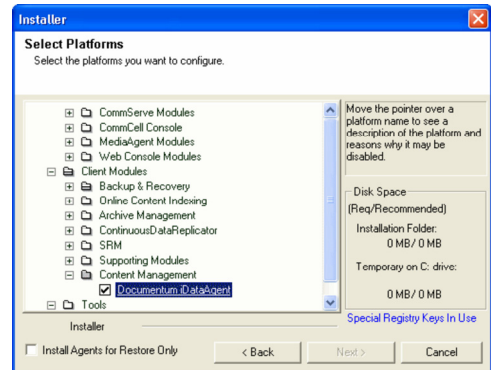 Installer
Select Platforms
Select the platforms you want to configure.
CommServe Modules
CommCell Console
MediaAgent Modules
Web Console Modules
Client Modules
Backup & Recovery
Online Content Indexing
Archive Management
ContinuousDataReplicator
SRM
Supporting Modules
Content Management
Documentum iDataAgent
Tools
Move the pointer over a
platform name to see a
description of the platform and
reasons why it may be
disabled.
Disk Space
(Req/Recommended)
Installation Folder:
0 MB/ 0 MB
Temporary on C: drive:
0 MB/ 0 MB
Special Registry Keys In Use
Installer
Install Agents for Restore Only
< Back
Next >
Cancel